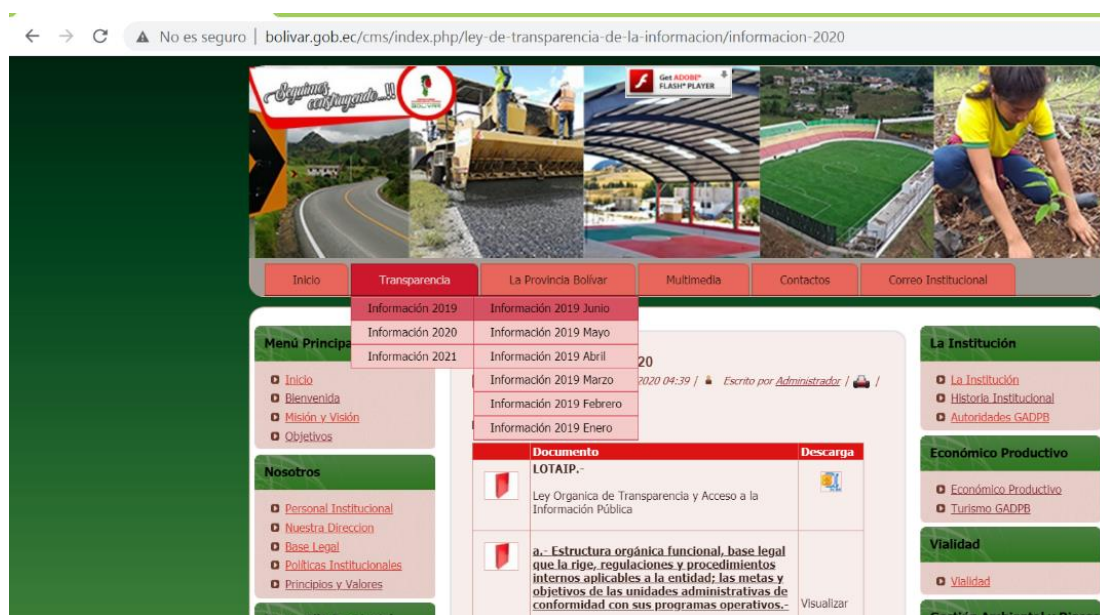 No es seguro | bolivar.gob.ec/cms/index.php/ley-de-transparencia-de-la-informacion/informacion-2020
Seguimos
construyendo...!!
BOLÍVAR
Get ADOBE®
FLASH® PLAYER
Inicio
Transparencia
La Provincia Bolívar
Multimedia
Contactos
Correo Institucional
Información 2019
Información 2020
Información 2021
Información 2019 Junio
Información 2019 Mayo
Información 2019 Abril
Información 2019 Marzo
Información 2019 Febrero
Información 2019 Enero
Menú Principa
Inicio
Bienvenida
Misión y Visión
Objetivos
Nosotros
Personal Institucional
Nuestra Direccion
Base Legal
Políticas Institucionales
Principios y Valores
20
2020 04:39 | Escrito por Administrador | |
Documento Descarga
LOTAIP.-
Ley Organica de Transparencia y Acceso a la
Información Pública
a.- Estructura orgánica funcional, base legal
que la rige, regulaciones y procedimientos
internos aplicables a la entidad; las metas y
objetivos de las unidades administrativas de
conformidad con sus programas operativos.-
Visualizar
La Institución
La Institución
Historia Institucional
Autoridades GADPB
Económico Productivo
Económico Productivo
Turismo GADPB
Vialidad
Vialidad